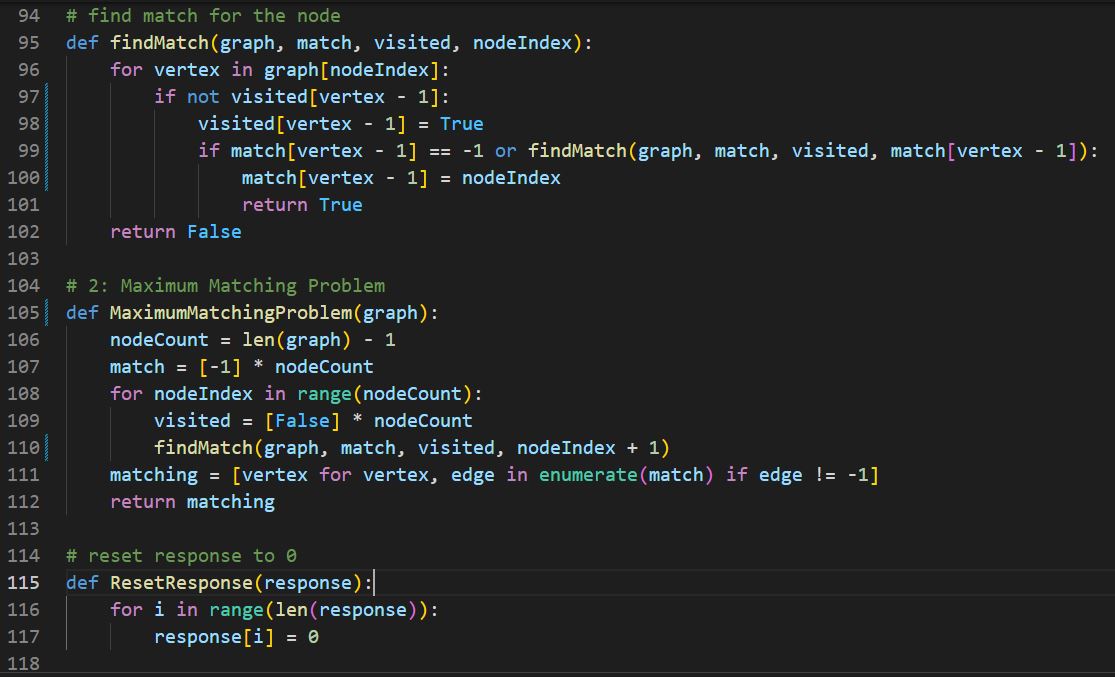 94 # find match for the node
95 def findMatch(graph, match, visited, nodeIndex):
96     for vertex in graph[nodeIndex]:
97         if not visited[vertex - 1]:
98             visited[vertex - 1] = True
99             if match[vertex - 1] == -1 or findMatch(graph, match, visited, match[vertex - 1]):
100                 match[vertex - 1] = nodeIndex
101                 return True
102     return False
103
104 # 2: Maximum Matching Problem
105 def MaximumMatchingProblem(graph):
106     nodeCount = len(graph) - 1
107     match = [-1] * nodeCount
108     for nodeIndex in range(nodeCount):
109         visited = [False] * nodeCount
110         findMatch(graph, match, visited, nodeIndex + 1)
111     matching = [vertex for vertex, edge in enumerate(match) if edge != -1]
112     return matching
113
114 # reset response to 0
115 def ResetResponse(response):
116     for i in range(len(response)):
117         response[i] = 0
118